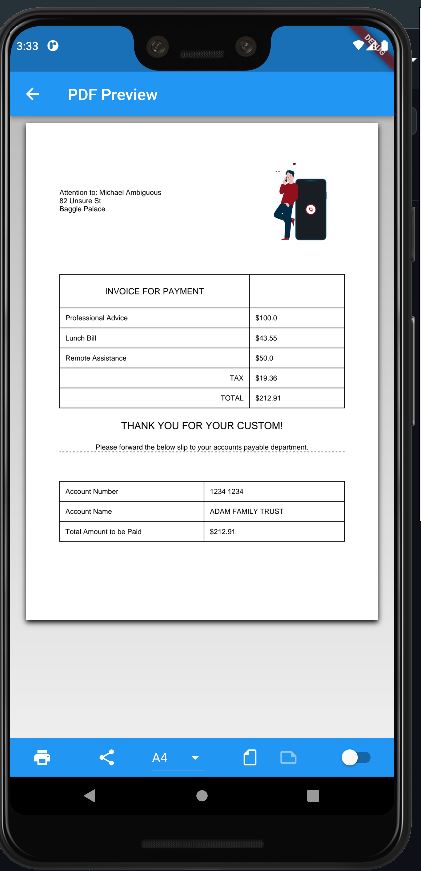 3:33
DEBUG
PDF Preview
Attention to: Michael Ambiguous
82 Unsure St
Baggle Palace
INVOICE FOR PAYMENT
Professional Advice $100.0
Lunch Bill $43.55
Remote Assistance $50.0
TAX $19.36
TOTAL $212.91
THANK YOU FOR YOUR CUSTOM!
Please forward the below slip to your accounts payable department.
Account Number 1234 1234
Account Name ADAM FAMILY TRUST
Total Amount to be Paid $212.91
A4